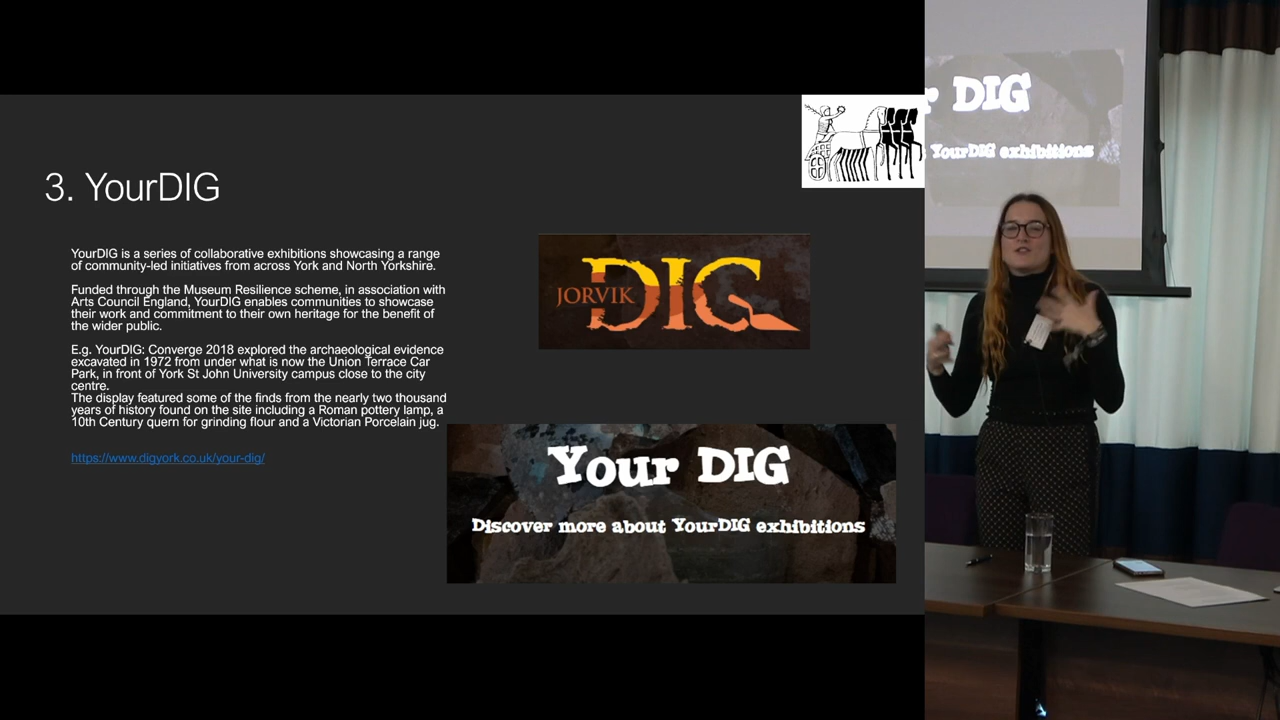 3. YourDIG
YourDIG is a series of collaborative exhibitions showcasing a range
of community-led initiatives from across York and North Yorkshire.
Funded through the Museum Resilience scheme, in association with
Arts Council England, YourDIG enables communities to showcase
their work and commitment to their own heritage for the benefit of
the wider public.
E.g. YourDIG: Converge 2018 explored the archaeological evidence
excavated in 1972 from under what is now the Union Terrace Car
Park, in front of York St John University campus close to the city
centre.
The display featured some of the finds from the nearly two thousand
years of history found on the site including a Roman pottery lamp, a
10th Century quern for grinding flour and a Victorian Porcelain jug.
https://www.digyork.co.uk/your-dig/
JORVIK DIG
Your DIG
Discover more about YourDIG exhibitions
r DIG
YourDIG exhibitions